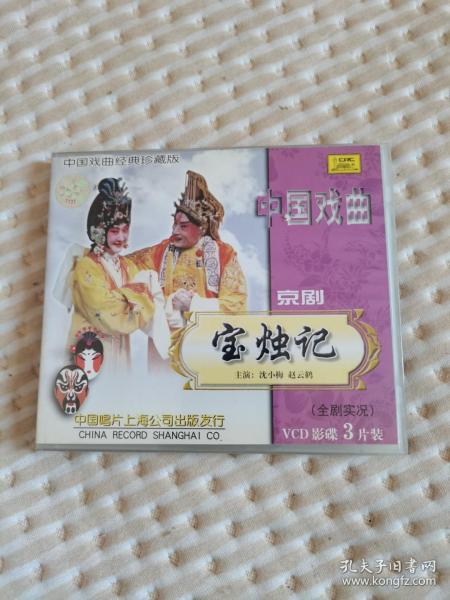 中国戏曲经典珍藏版
CRC
中国戏曲
京剧
宝烛记
主演：沈小梅 赵云鹤
（全剧实况）
VCD 影碟 3 片装
中国唱片上海公司出版发行
CHINA RECORD SHANGHAI CO.
孔夫子旧书网
www.kongfz.com